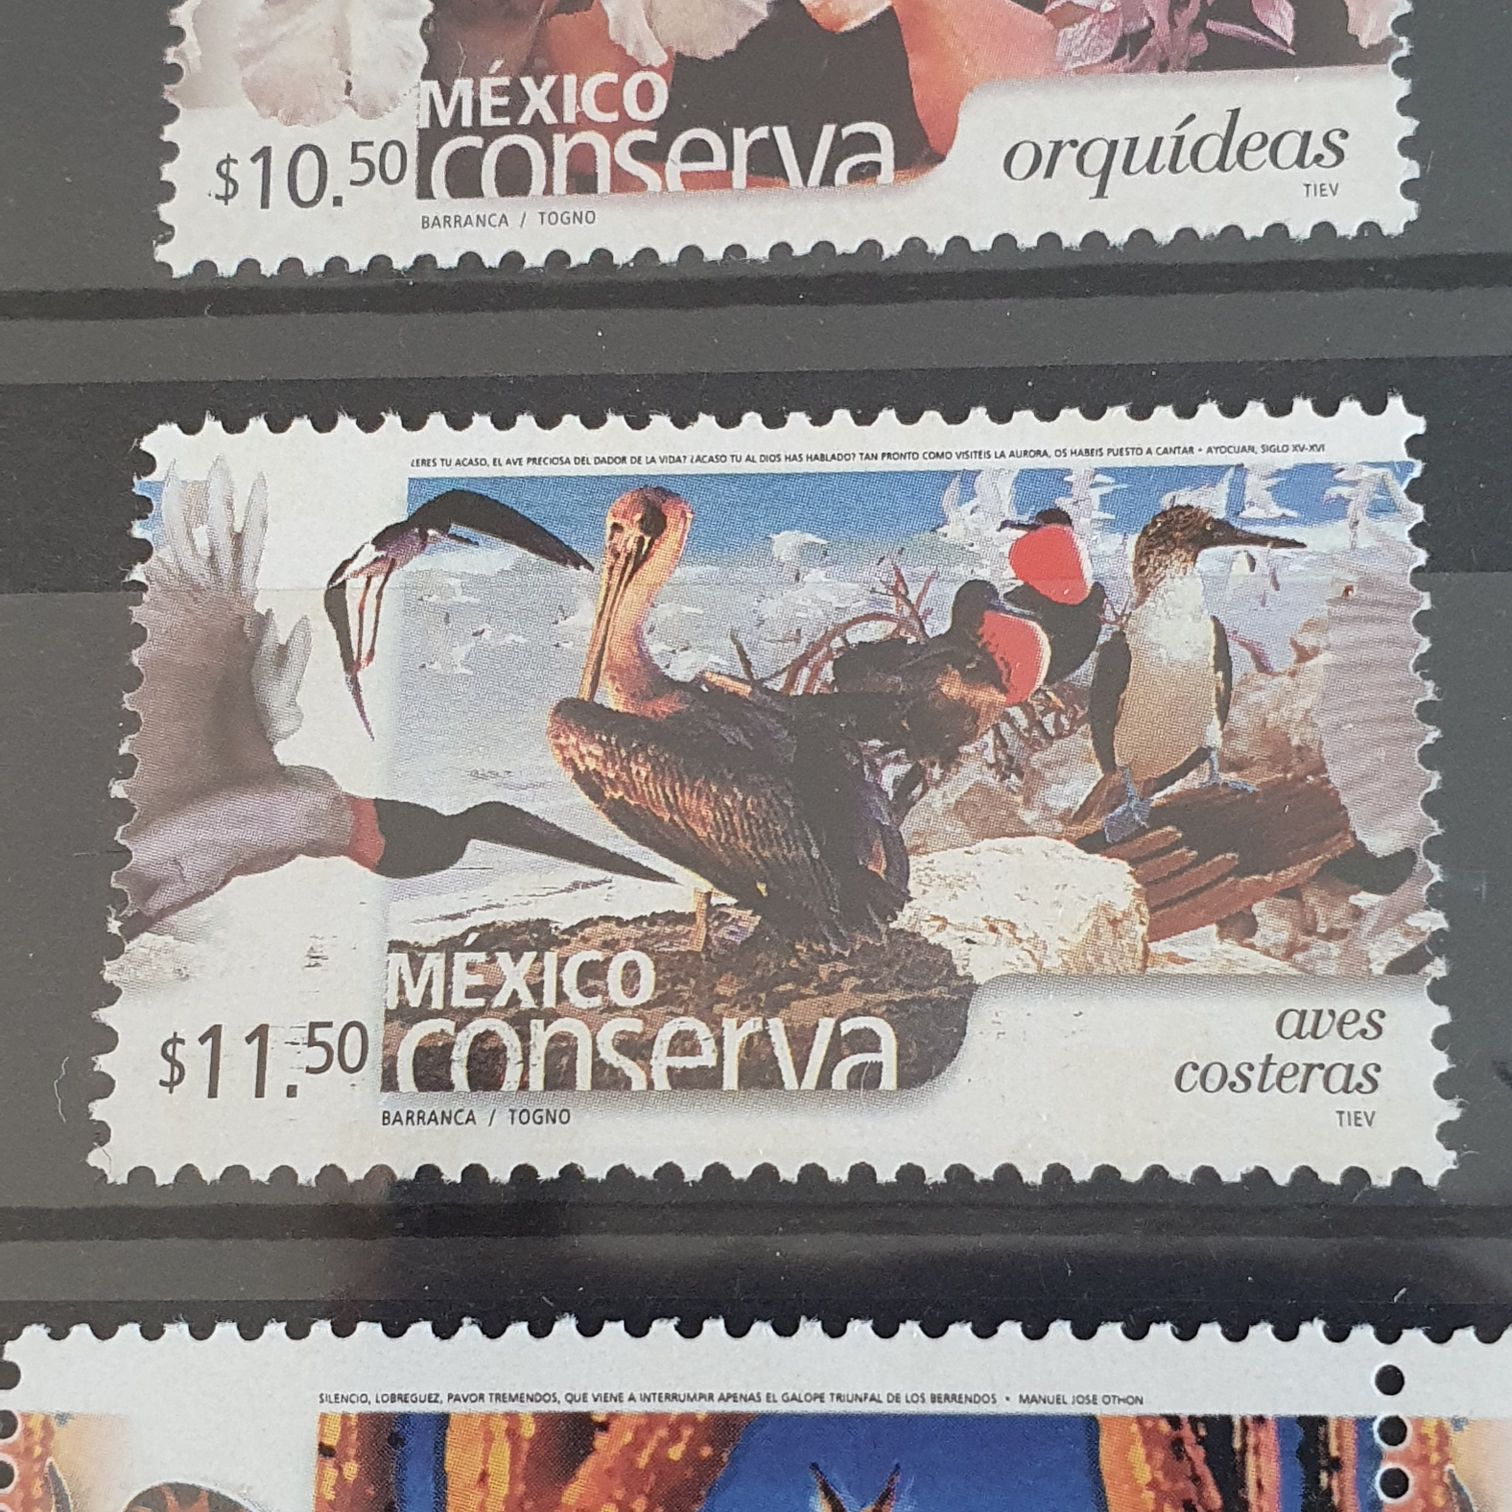 MÉXICO
conserva
$10.50
orquídeas
TIEV
BARRANCA / TOGNO
¿ERES TU ACASO, EL AVE PRECIOSA DEL DADOR DE LA VIDA? ¿ACASO TU AL DIOS HAS HABLADO? TAN PRONTO COMO VISITEIS LA AURORA, OS HABEIS PUESTO A CANTAR • AYOCUAN, SIGLO XV-XVI
MÉXICO
conserva
$11.50
aves
costeras
TIEV
BARRANCA / TOGNO
SILENCIO, LOBREGUEZ, PAVOR TREMENDOS, QUE VIENE A INTERRUMPIR APENAS EL GALOPE TRIUNFAL DE LOS BERRENDOS • MANUEL JOSE OTHON